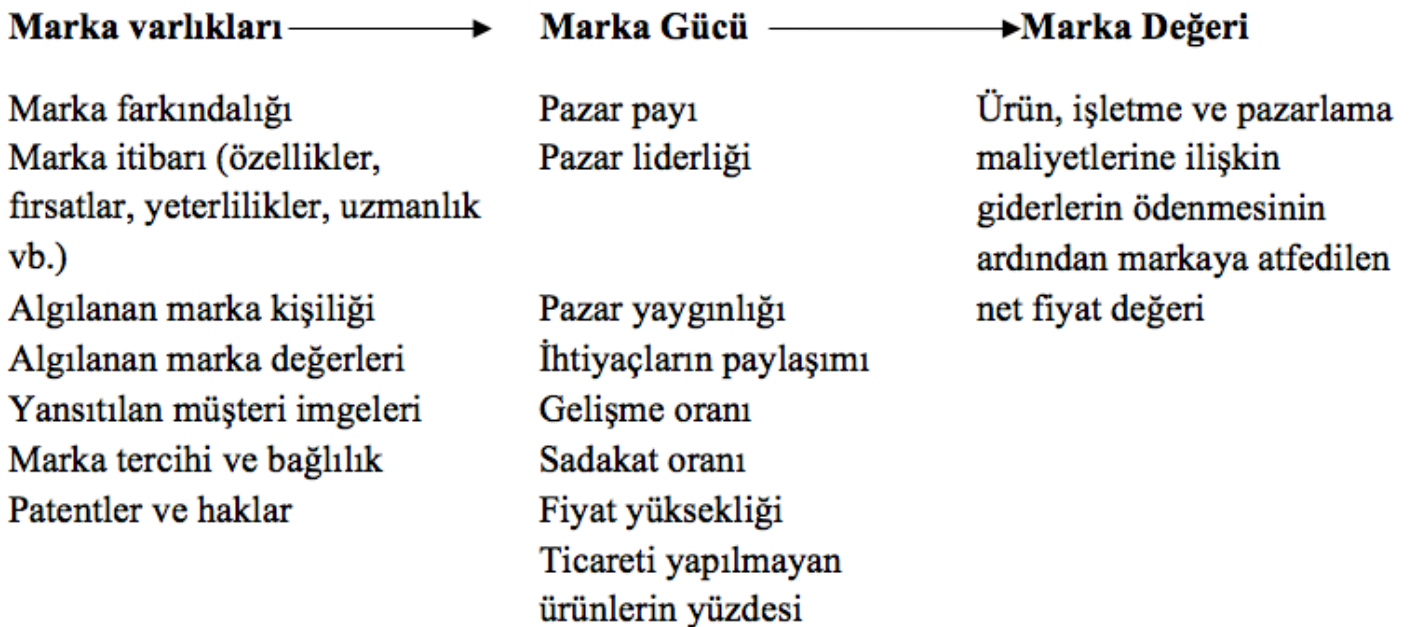 Marka varlıkları Marka Gücü Marka Değeri
Marka farkındalığı
Marka itibarı (özellikler,
fırsatlar, yeterlilikler, uzmanlık
vb.)
Algılanan marka kişiliği
Algılanan marka değerleri
Yansıtılan müşteri imgeleri
Marka tercihi ve bağlılık
Patentler ve haklar
Pazar payı
Pazar liderliği
Pazar yaygınlığı
İhtiyaçların paylaşımı
Gelişme oranı
Sadakat oranı
Fiyat yüksekliği
Ticareti yapılmayan
ürünlerin yüzdesi
Ürün, işletme ve pazarlama
maliyetlerine ilişkin
giderlerin ödenmesinin
ardından markaya atfedilen
net fiyat değeri